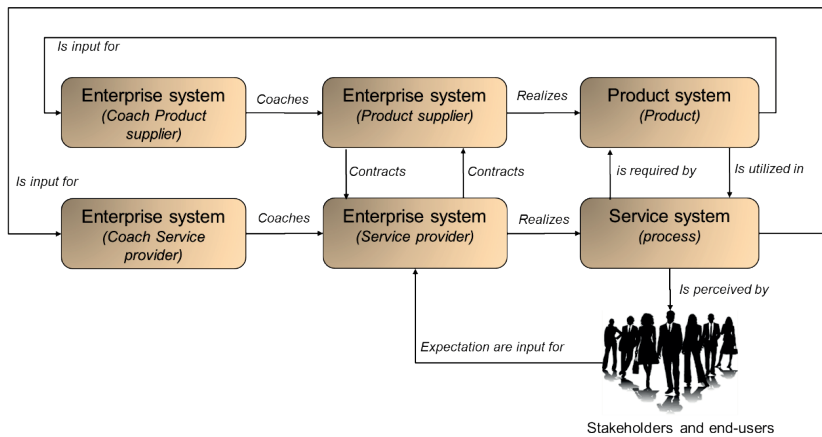 Is input for
Enterprise system
(Coach Product
supplier)
Coaches
Enterprise system
(Product supplier)
Realizes
Product system
(Product)
Contracts
Contracts
is required by
Is utilized in
Is input for
Enterprise system
(Coach Service
provider)
Coaches
Enterprise system
(Service provider)
Realizes
Service system
(process)
Is perceived by
Expectation are input for
Stakeholders and end-users